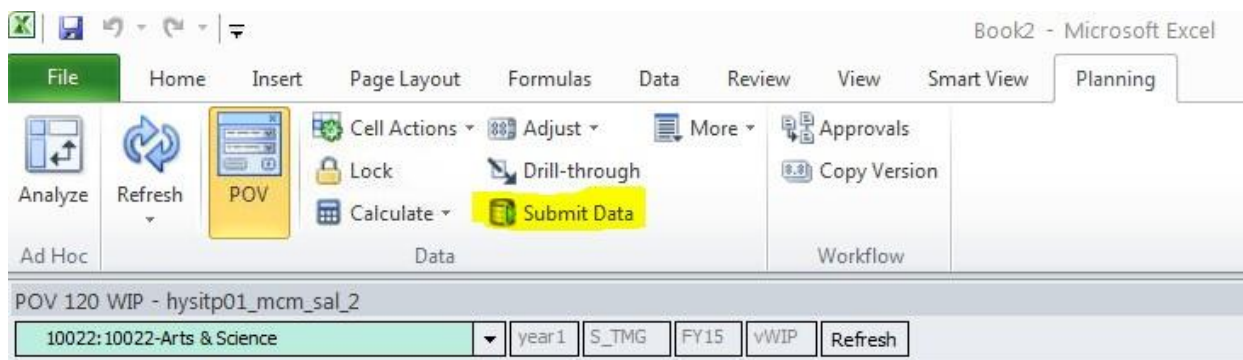 Book2 - Microsoft Excel
File Home Insert Page Layout Formulas Data Review View Smart View Planning
Analyze Refresh POV Cell Actions Adjust More Approvals
Lock Drill-through Copy Version
Calculate Submit Data
Ad Hoc Data Workflow
POV 120 WIP - hysitp01_mcm_sal_2
10022:10022-Arts & Science year1 S_TMG FY15 vWIP Refresh